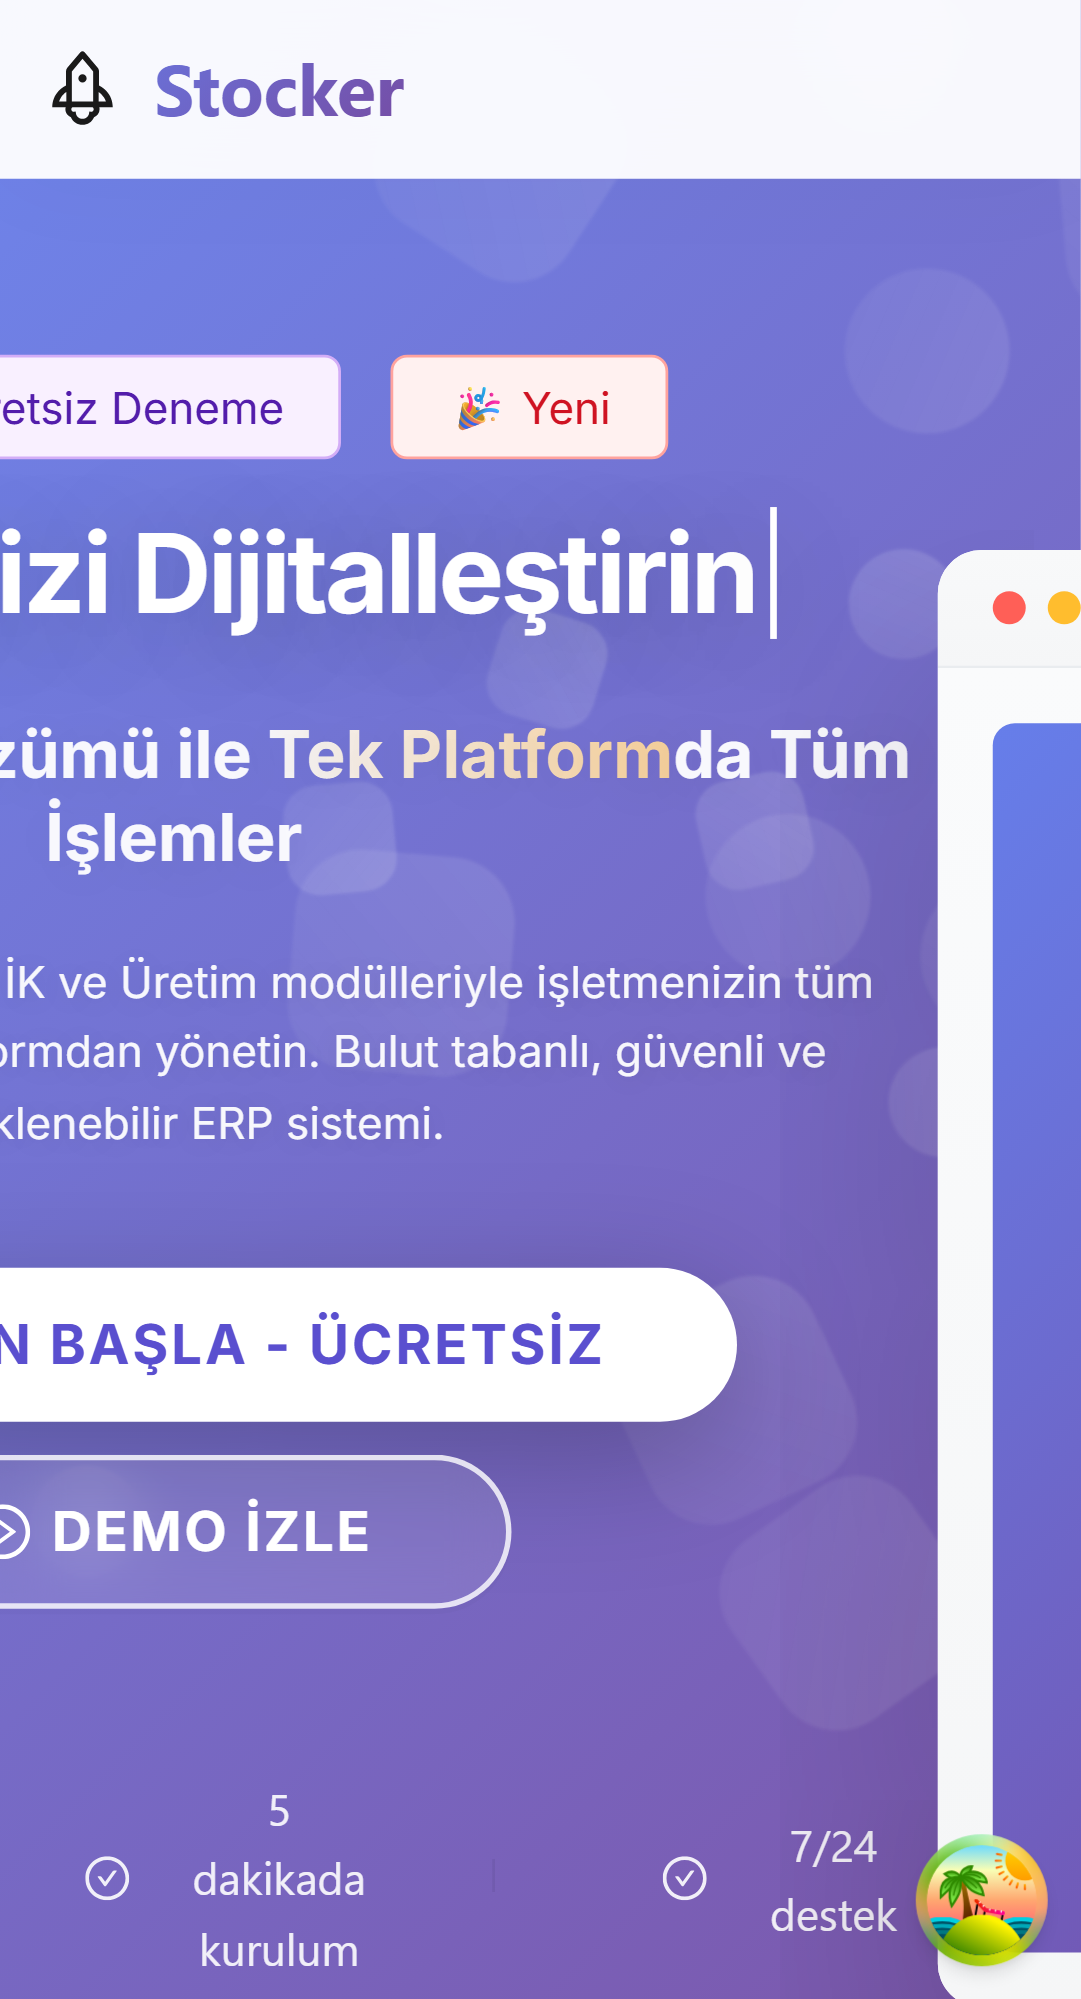 Stocker
etsiz Deneme
Yeni
izi Dijitalleştirin
zümü ile Tek Platformda Tüm
İşlemler
İK ve Üretim modülleriyle işletmenizin tüm
ormdan yönetin. Bulut tabanlı, güvenli ve
klenebilir ERP sistemi.
N BAŞLA - ÜCRETSİZ
DEMO İZLE
5
dakikada
kurulum
7/24
destek